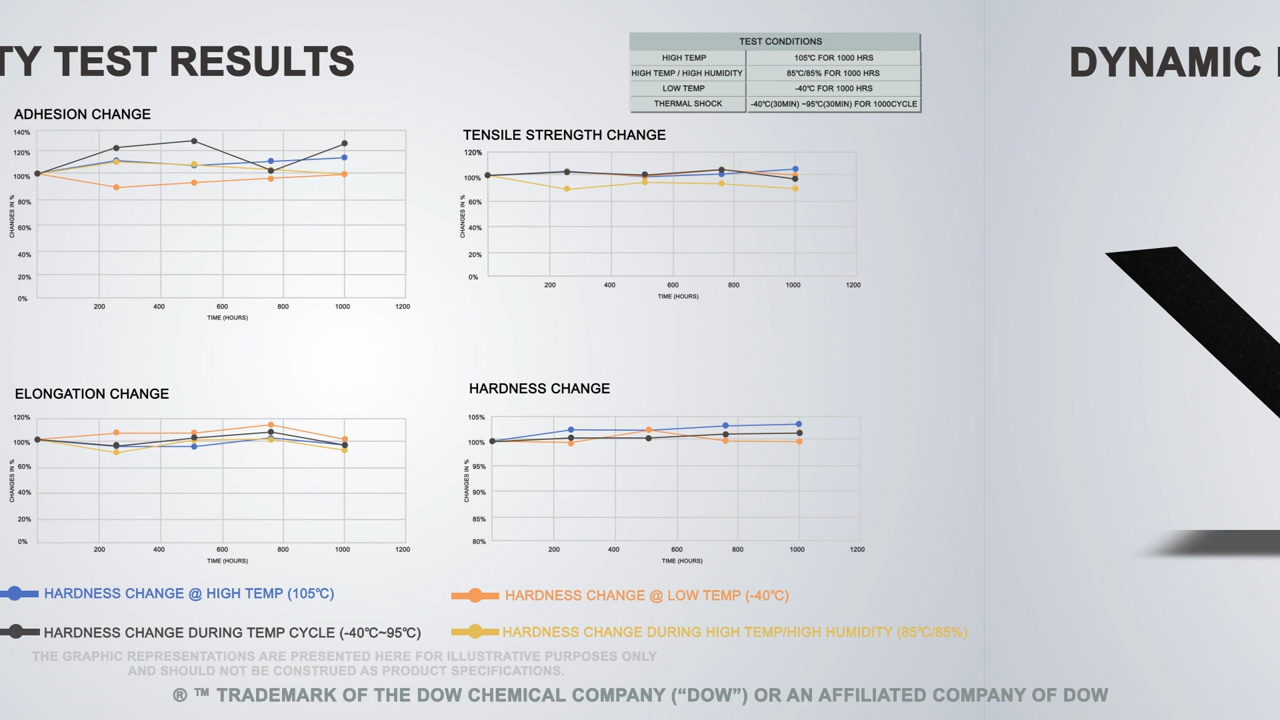 TY TEST RESULTS
DYNAMIC
TEST CONDITIONS
HIGH TEMP 105℃ FOR 1000 HRS
HIGH TEMP / HIGH HUMIDITY 85℃/85% FOR 1000 HRS
LOW TEMP -40℃ FOR 1000 HRS
THERMAL SHOCK -40℃(30MIN) ~95℃(30MIN) FOR 1000CYCLE
ADHESION CHANGE
140%
120%
100%
80%
60%
40%
20%
0%
CHANGES IN %
200 400 600 800 1000 1200
TIME (HOURS)
TENSILE STRENGTH CHANGE
120%
100%
60%
40%
20%
0%
CHANGES IN %
200 400 600 800 1000 1200
TIME (HOURS)
ELONGATION CHANGE
120%
100%
60%
40%
20%
0%
CHANGES IN %
200 400 600 800 1000 1200
TIME (HOURS)
HARDNESS CHANGE
105%
100%
95%
90%
85%
80%
CHANGES IN %
200 400 600 800 1000 1200
TIME (HOURS)
HARDNESS CHANGE @ HIGH TEMP (105℃)
HARDNESS CHANGE @ LOW TEMP (-40℃)
HARDNESS CHANGE DURING TEMP CYCLE (-40℃~95℃)
HARDNESS CHANGE DURING HIGH TEMP/HIGH HUMIDITY (85℃/85%)
THE GRAPHIC REPRESENTATIONS ARE PRESENTED HERE FOR ILLUSTRATIVE PURPOSES ONLY
AND SHOULD NOT BE CONSTRUED AS PRODUCT SPECIFICATIONS.
® ™ TRADEMARK OF THE DOW CHEMICAL COMPANY (“DOW”) OR AN AFFILIATED COMPANY OF DOW